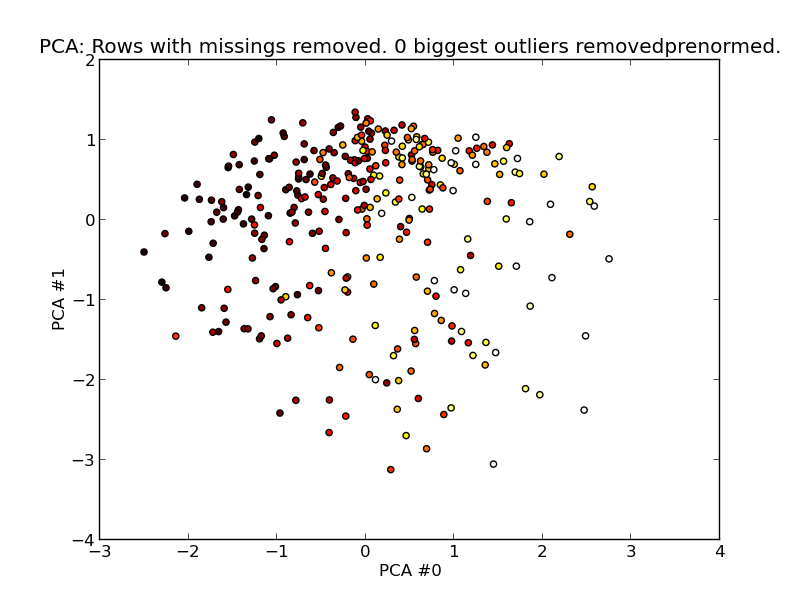 PCA: Rows with missings removed. 0 biggest outliers removedprenormed.
2
1
0
−1
−2
−3
−4
PCA #1
−3 −2 −1 0 1 2 3 4
PCA #0